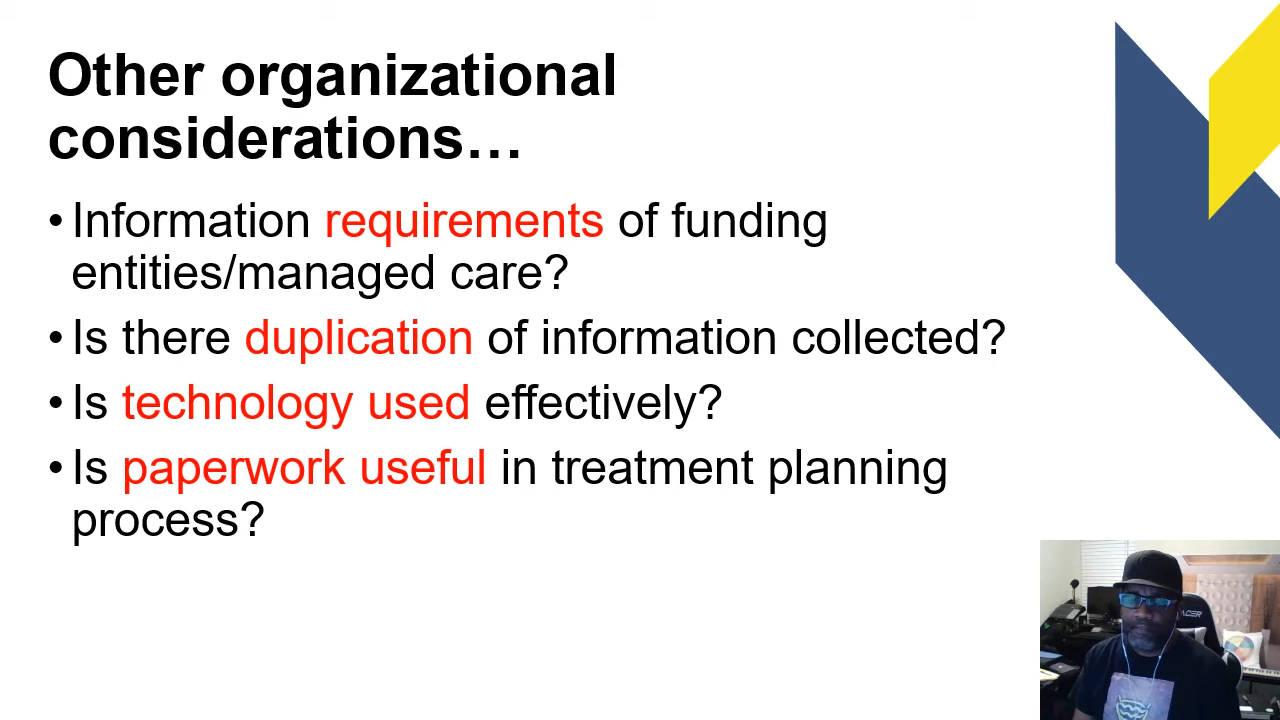 Other organizational
considerations…
• Information requirements of funding
entities/managed care?
• Is there duplication of information collected?
• Is technology used effectively?
• Is paperwork useful in treatment planning
process?
ACER